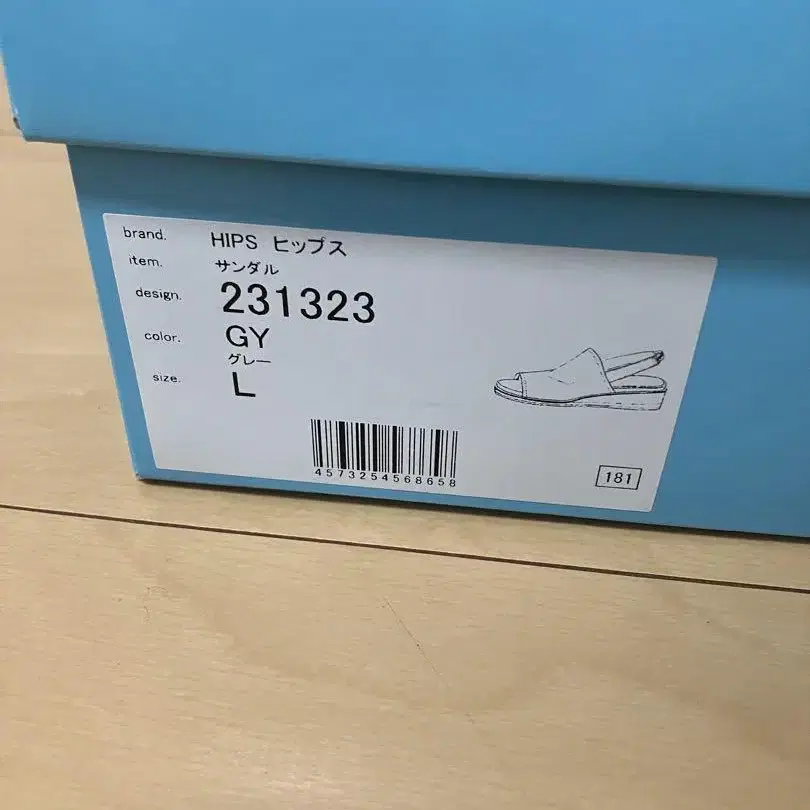 brand. HIPS ヒップス
item. サンダル
design. 231323
color. GY
グレー
size. L
4573254568658
181